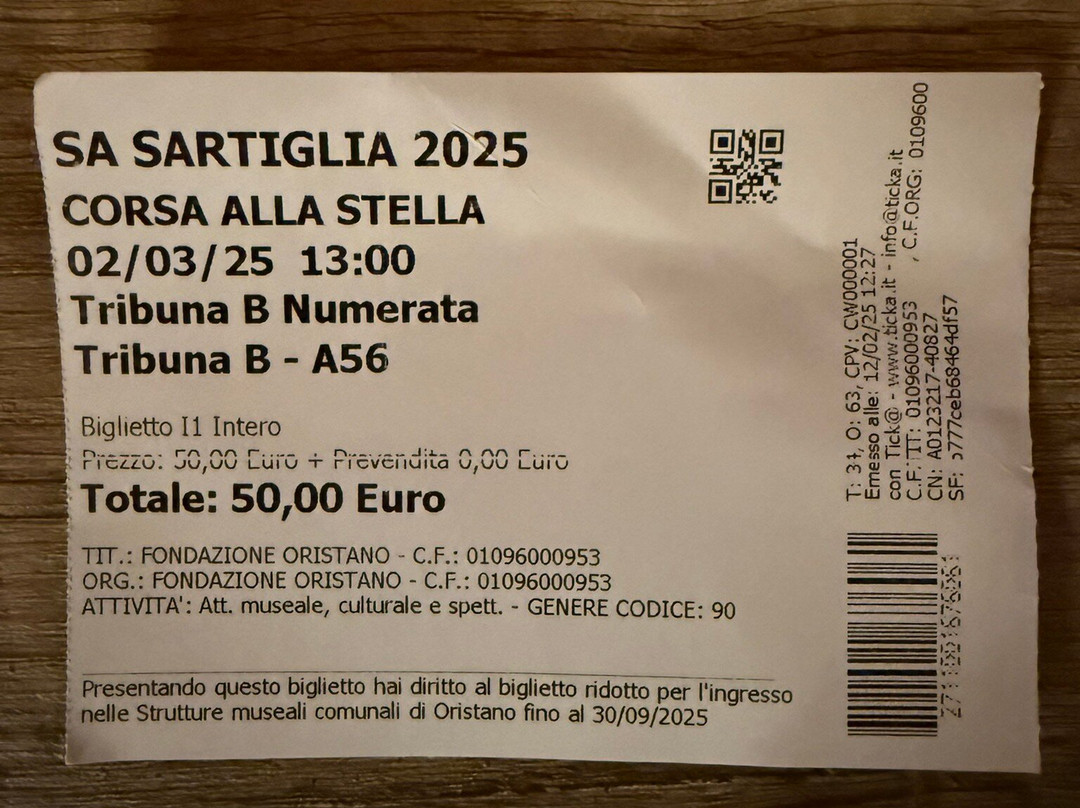 SA SARTIGLIA 2025
CORSA ALLA STELLA
02/03/25 13:00
Tribuna B Numerata
Tribuna B - A56
Biglietto I1 Intero
Prezzo: 50,00 Euro + Prevendita 0,00 Euro
Totale: 50,00 Euro
TIT.: FONDAZIONE ORISTANO - C.F.: 01096000953
ORG.: FONDAZIONE ORISTANO - C.F.: 01096000953
ATTIVITA': Att. museale, culturale e spett. - GENERE CODICE: 90
Presentando questo biglietto hai diritto al biglietto ridotto per l'ingresso
nelle Strutture museali comunali di Oristano fino al 30/09/2025
T: 31, O: 63, CPV: CW000001
Emesso alle: 12/02/25 12:27
con Tick@ - www.ticka.it - info@ticka.it
C.F.TIT: 01096000953 , C.F.ORG: 0109600
CN: A0123217-40827
SF: